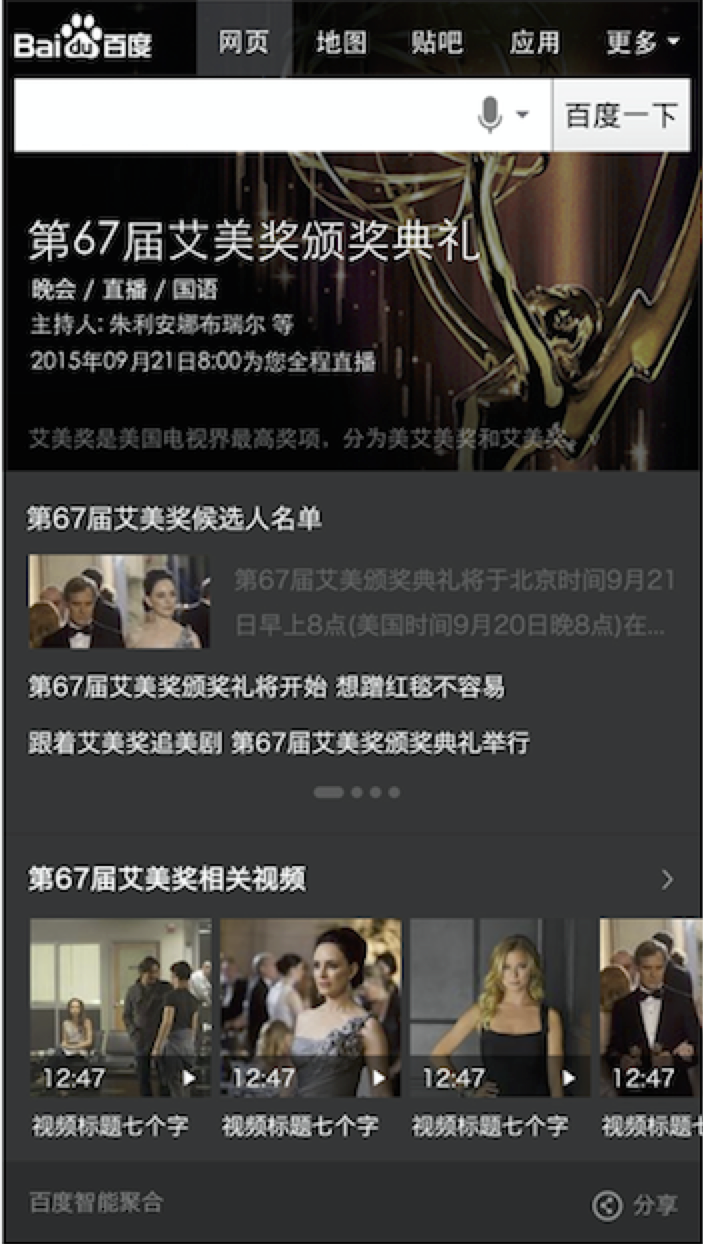 Bai du 百度 网页 地图 贴吧 应用 更多
百度一下
第67届艾美奖颁奖典礼
晚会 / 直播 / 国语
主持人: 朱利安娜布瑞尔 等
2015年09月21日8:00为您全程直播
艾美奖是美国电视界最高奖项，分为美艾美奖和艾美奖。
第67届艾美奖候选人名单
第67届艾美颁奖典礼将于北京时间9月21
日早上8点(美国时间9月20日晚8点)在...
第67届艾美奖颁奖礼将开始 想蹭红毯不容易
跟着艾美奖追美剧 第67届艾美奖颁奖典礼举行
第67届艾美奖相关视频
12:47 12:47 12:47 12:47
视频标题七个字 视频标题七个字 视频标题七个字 视频标题七
百度智能聚合 分享